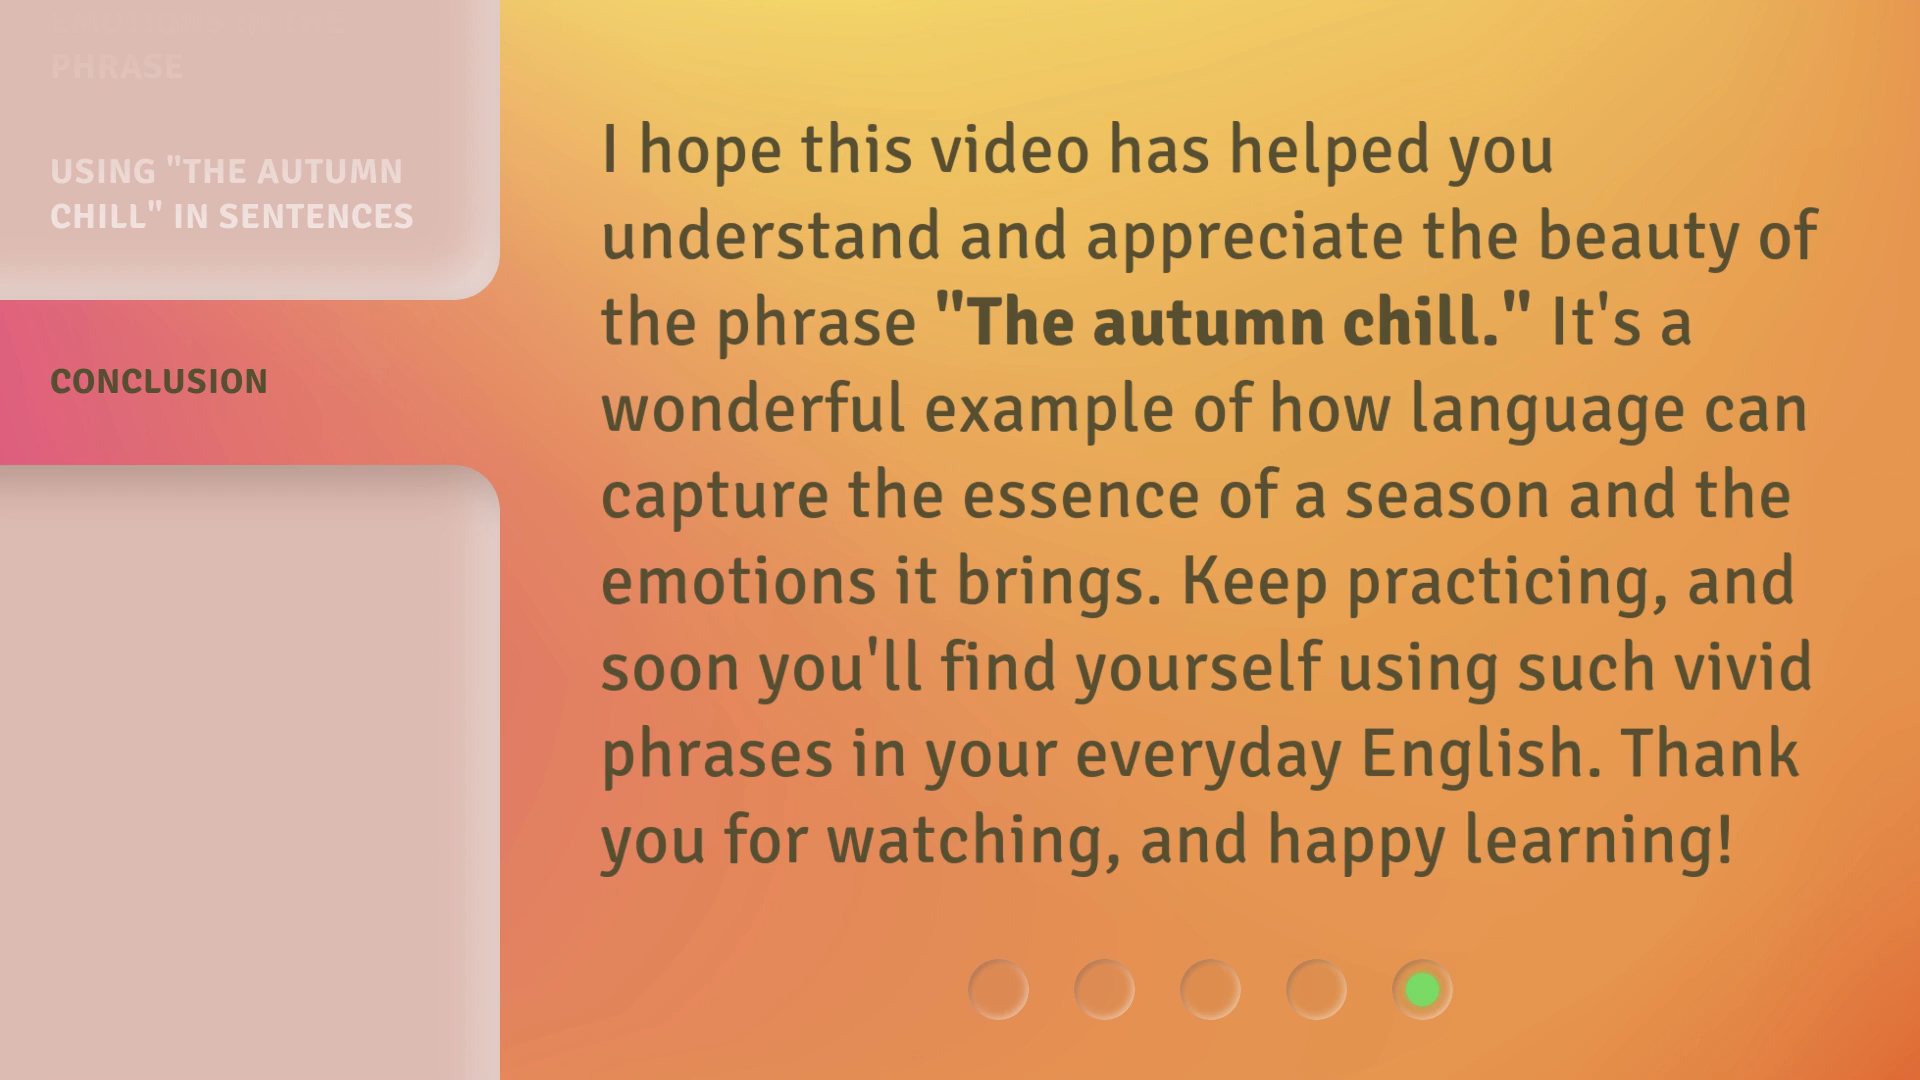 EMOTIONS IN THE
PHRASE
USING "THE AUTUMN
CHILL" IN SENTENCES
CONCLUSION
I hope this video has helped you
understand and appreciate the beauty of
the phrase "The autumn chill." It's a
wonderful example of how language can
capture the essence of a season and the
emotions it brings. Keep practicing, and
soon you'll find yourself using such vivid
phrases in your everyday English. Thank
you for watching, and happy learning!